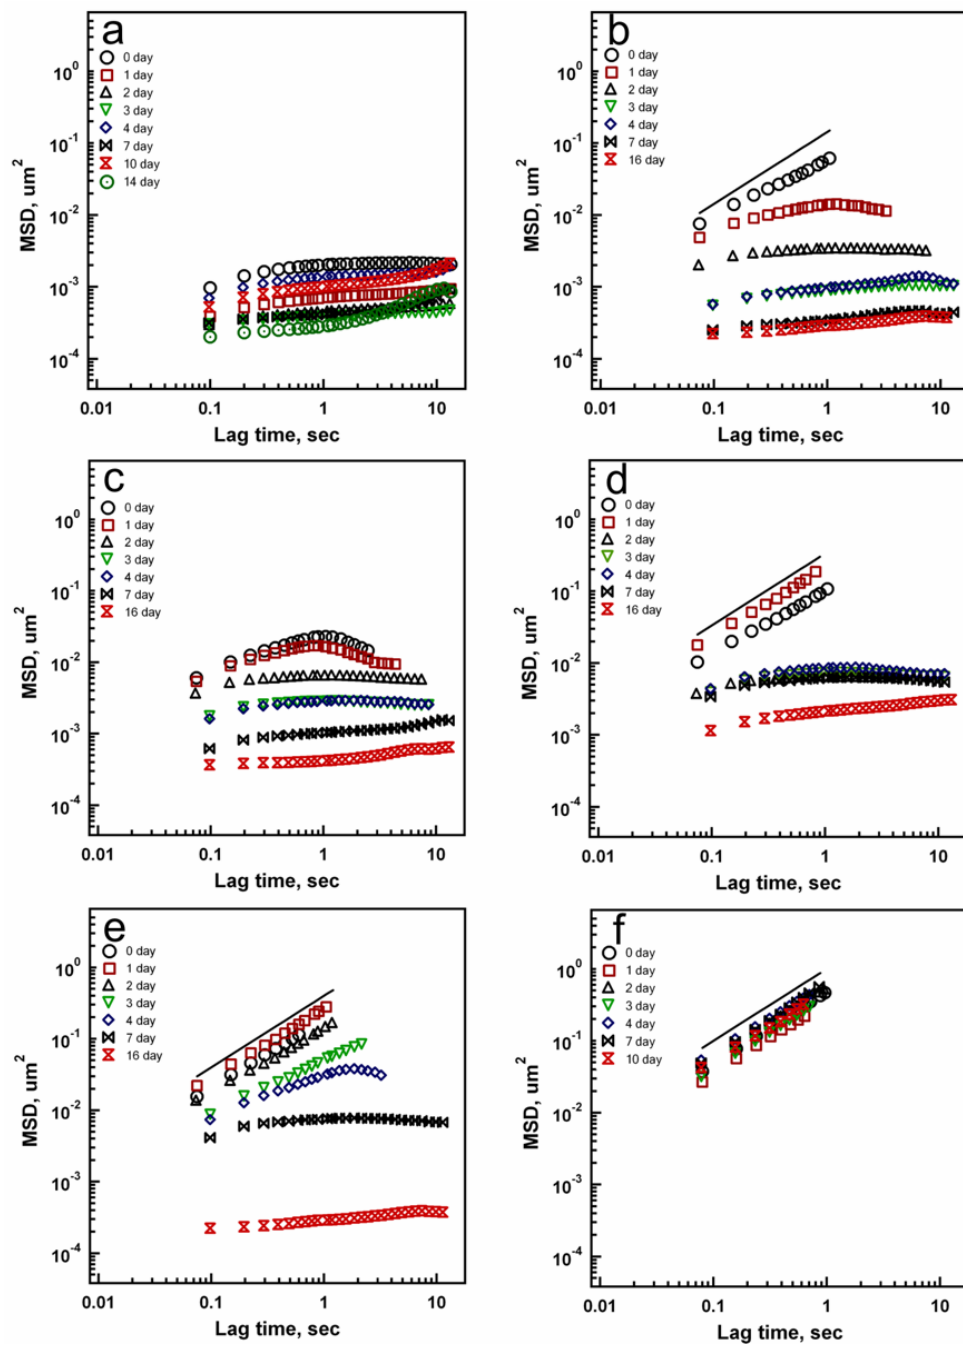 a
0 day
1 day
2 day
3 day
4 day
7 day
10 day
14 day
10^0
10^-1
10^-2
10^-3
10^-4
MSD, um^2
0.01 0.1 1 10
Lag time, sec
b
0 day
1 day
2 day
3 day
4 day
7 day
16 day
10^0
10^-1
10^-2
10^-3
10^-4
MSD, um^2
0.01 0.1 1 10
Lag time, sec
c
0 day
1 day
2 day
3 day
4 day
7 day
16 day
10^0
10^-1
10^-2
10^-3
10^-4
MSD, um^2
0.01 0.1 1 10
Lag time, sec
d
0 day
1 day
2 day
3 day
4 day
7 day
16 day
10^0
10^-1
10^-2
10^-3
10^-4
MSD, um^2
0.01 0.1 1 10
Lag time, sec
e
0 day
1 day
2 day
3 day
4 day
7 day
16 day
10^0
10^-1
10^-2
10^-3
10^-4
MSD, um^2
0.01 0.1 1 10
Lag time, sec
f
0 day
1 day
2 day
3 day
4 day
7 day
10 day
10^0
10^-1
10^-2
10^-3
10^-4
MSD, um^2
0.01 0.1 1 10
Lag time, sec